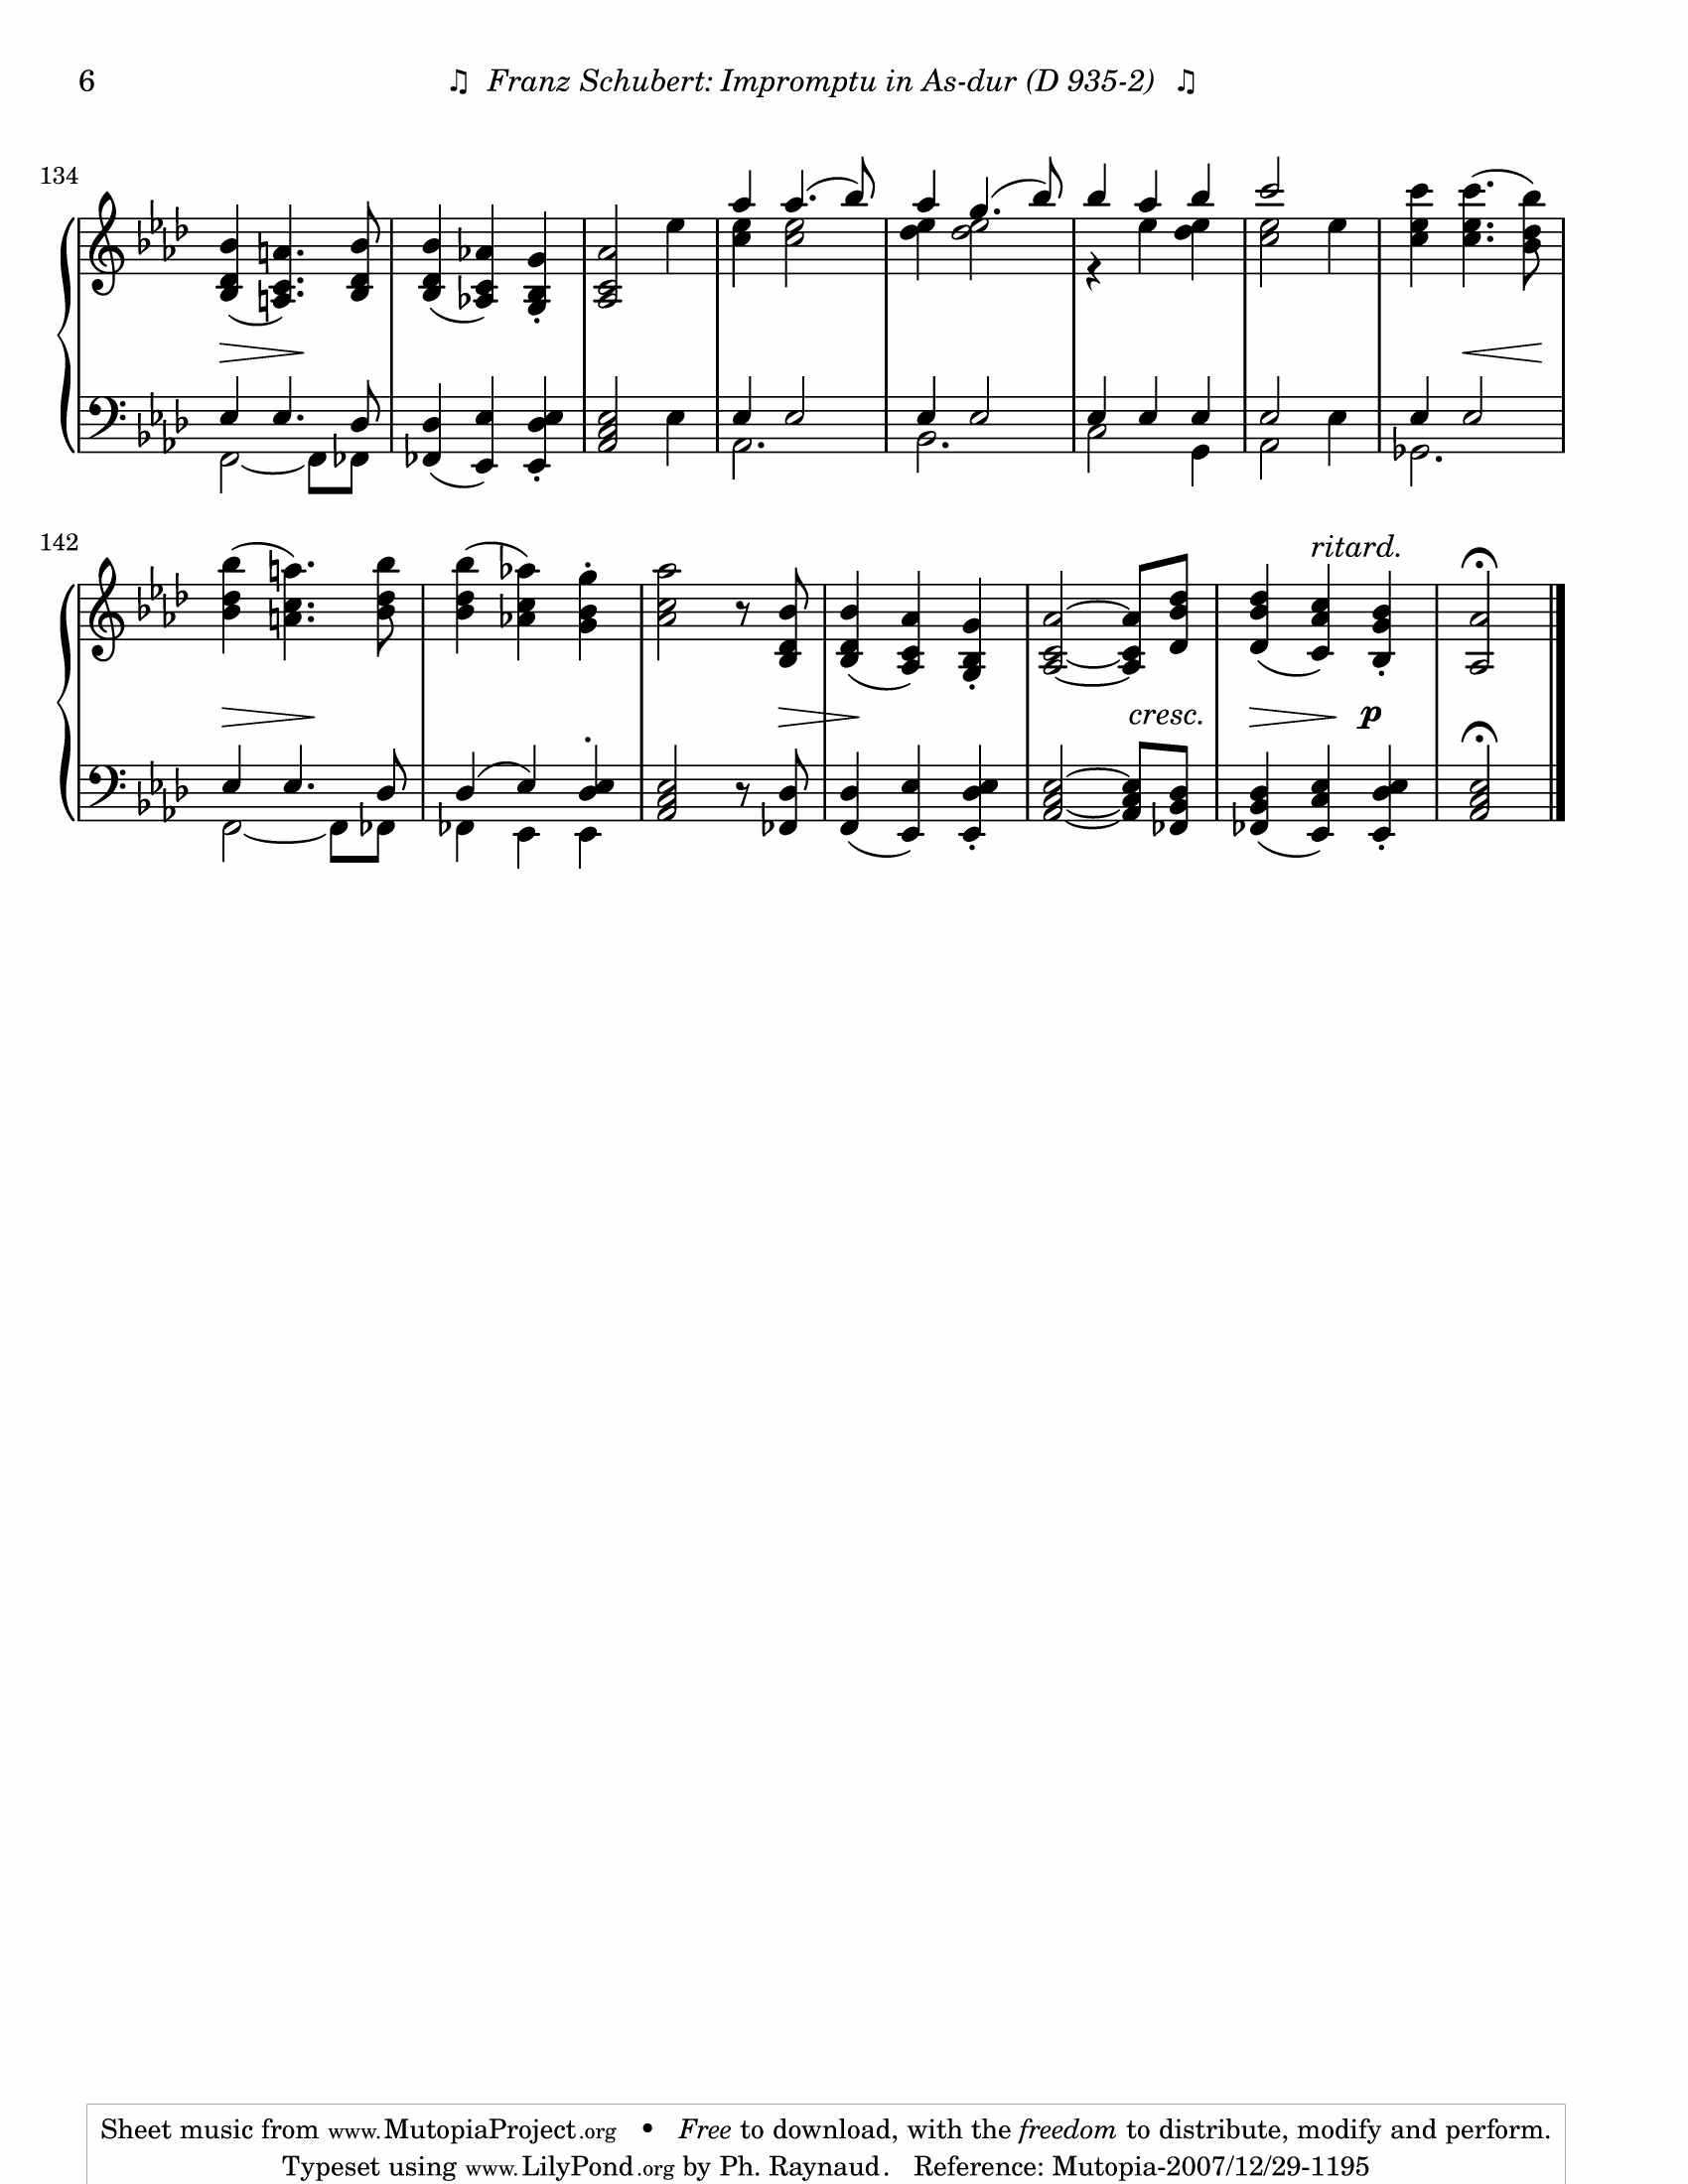 6
♫ Franz Schubert: Impromptu in As-dur (D 935-2) ♫
134
142
ritard.
cresc.
p
Sheet music from www.MutopiaProject.org • Free to download, with the freedom to distribute, modify and perform.
Typeset using www.LilyPond.org by Ph. Raynaud. Reference: Mutopia-2007/12/29-1195